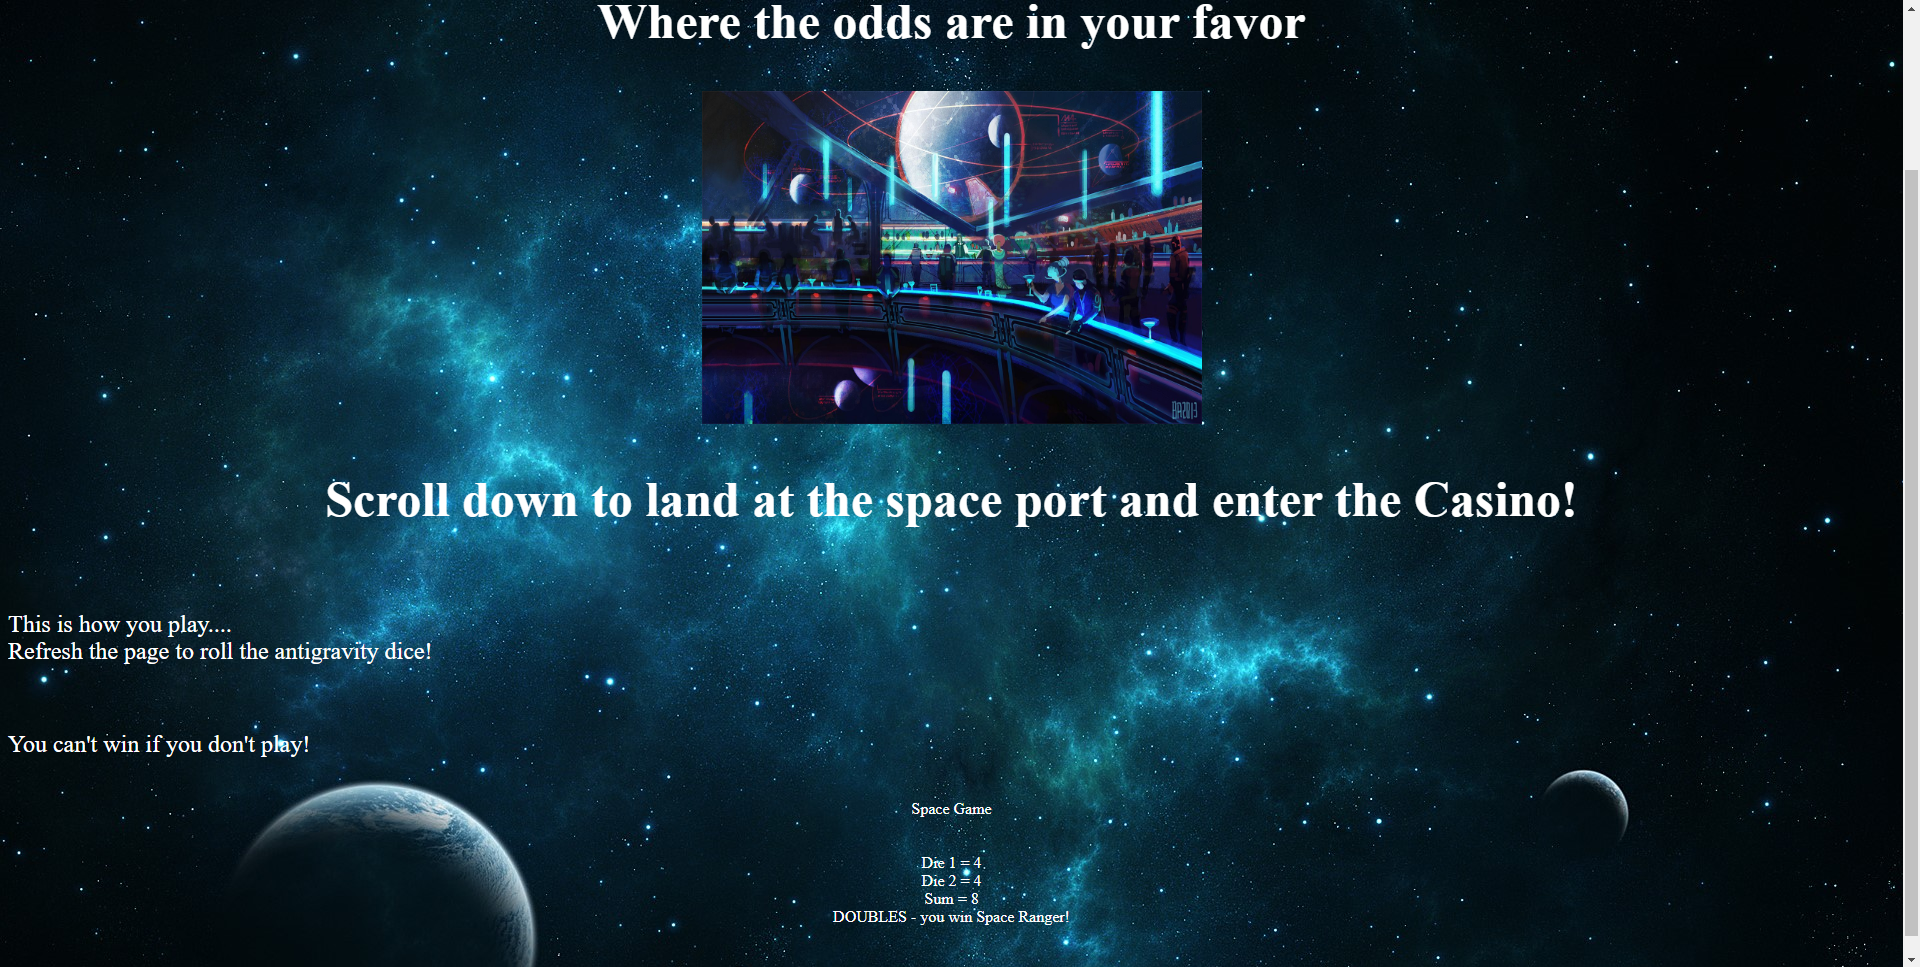 Where the odds are in your favor
BA2013
Scroll down to land at the space port and enter the Casino!
This is how you play....
Refresh the page to roll the antigravity dice!
You can't win if you don't play!
Space Game
Die 1 = 4
Die 2 = 4
Sum = 8
DOUBLES - you win Space Ranger!